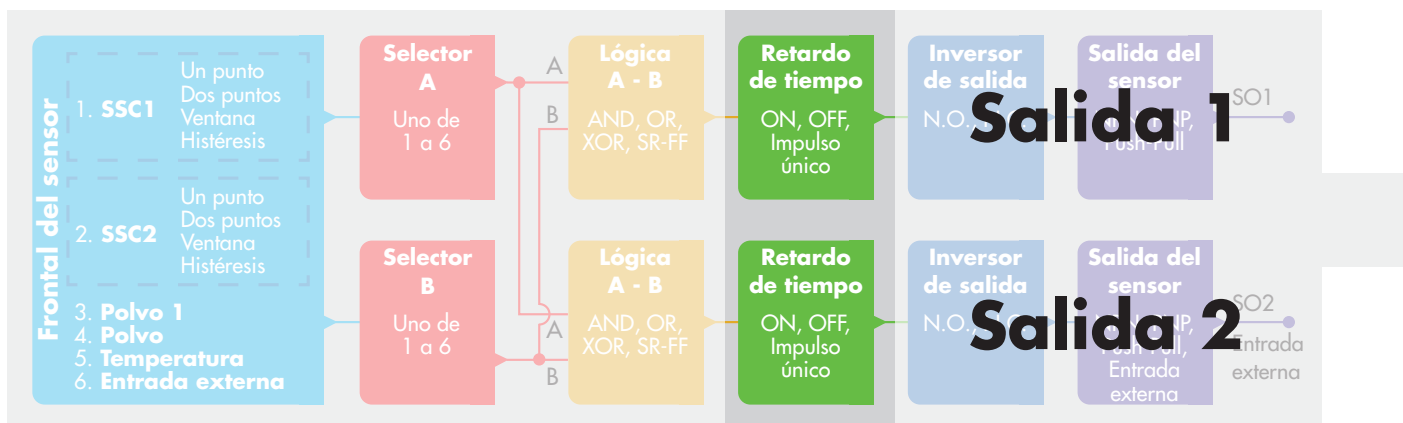 Frontal del sensor
1. SSC1
Un punto
Dos puntos
Ventana
Histéresis
2. SSC2
Un punto
Dos puntos
Ventana
Histéresis
3. Polvo 1
4. Polvo
5. Temperatura
6. Entrada externa
Selector
A
Uno de
1 a 6
Selector
B
Uno de
1 a 6
A
B
A
B
Lógica
A - B
AND, OR,
XOR, SR-FF
Lógica
A - B
AND, OR,
XOR, SR-FF
Retardo
de tiempo
ON, OFF,
Impulso
único
Retardo
de tiempo
ON, OFF,
Impulso
único
Inversor
de salida
N.O.,
Inversor
de salida
N.O.,
Salida del
sensor
Push-Pull
Salida del
sensor
Push-Pull,
Entrada
externa
Salida 1
Salida 2
SO1
SO2
Entrada
externa